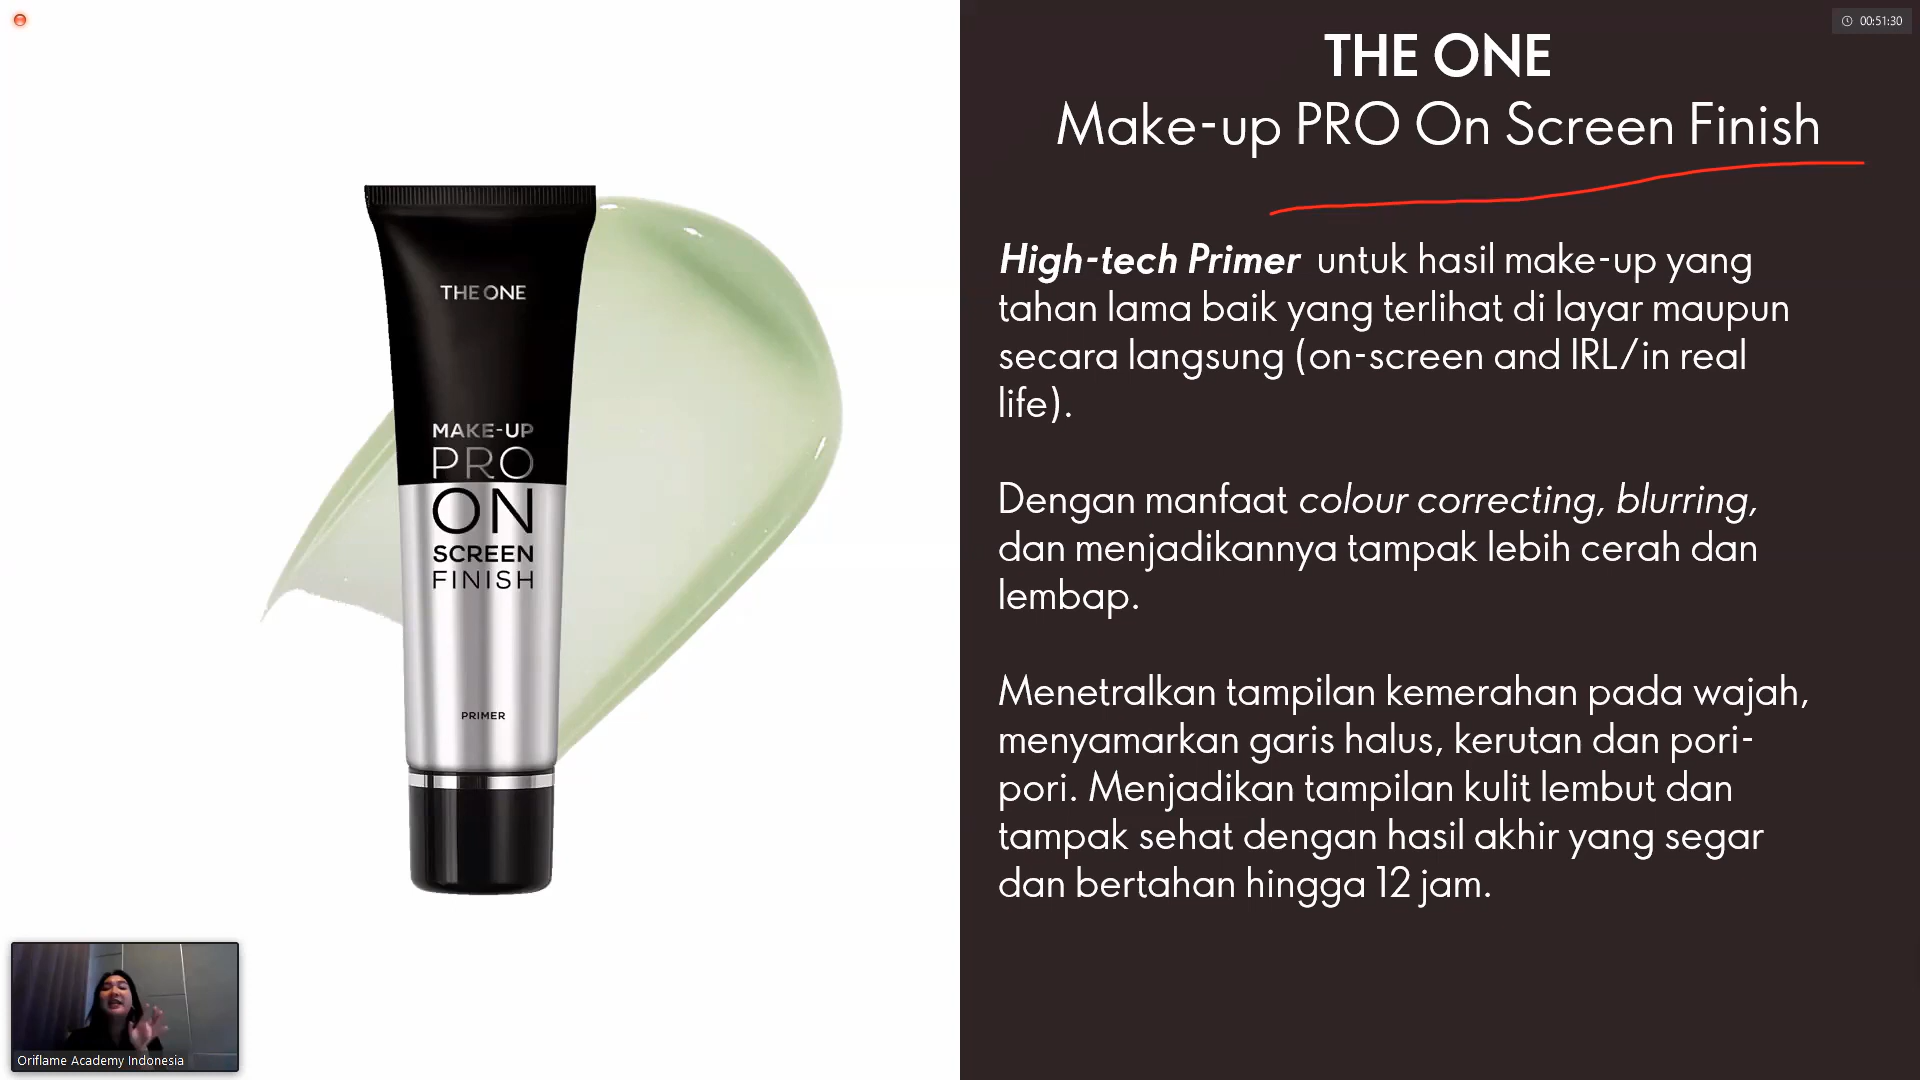 00:51:30
THE ONE
Make-up PRO On Screen Finish
High-tech Primer untuk hasil make-up yang
tahan lama baik yang terlihat di layar maupun
secara langsung (on-screen and IRL/in real
life).
Dengan manfaat colour correcting, blurring,
dan menjadikannya tampak lebih cerah dan
lembap.
Menetralkan tampilan kemerahan pada wajah,
menyamarkan garis halus, kerutan dan pori-
pori. Menjadikan tampilan kulit lembut dan
tampak sehat dengan hasil akhir yang segar
dan bertahan hingga 12 jam.
THE ONE
MAKE-UP
PRO
ON
SCREEN
FINISH
PRIMER
Oriflame Academy Indonesia